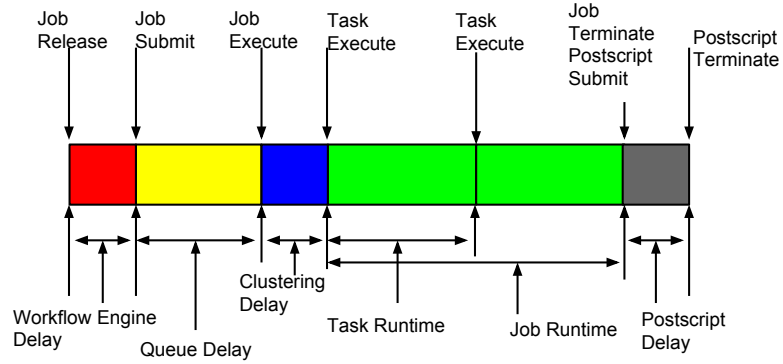 Job
Release
Job
Submit
Job
Execute
Task
Execute
Task
Execute
Job
Terminate
Postscript
Submit
Postscript
Terminate
Workflow Engine
Delay
Queue Delay
Clustering
Delay
Task Runtime
Job Runtime
Postscript
Delay